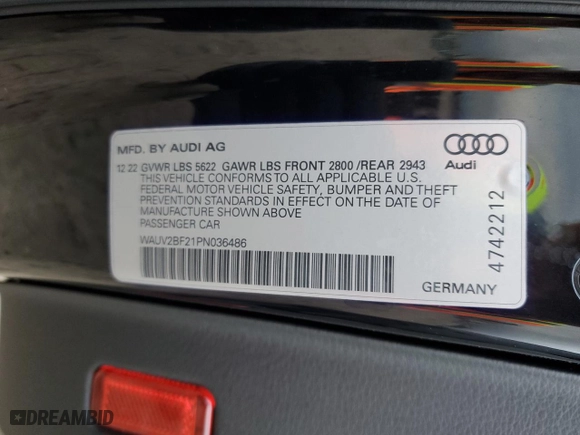 MFD. BY AUDI AG
Audi
12.22 GVWR LBS 5622 GAWR LBS FRONT 2800 /REAR 2943
THIS VEHICLE CONFORMS TO ALL APPLICABLE U.S.
FEDERAL MOTOR VEHICLE SAFETY, BUMPER AND THEFT
PREVENTION STANDARDS IN EFFECT ON THE DATE OF
MANUFACTURE SHOWN ABOVE
PASSENGER CAR
WAUV2BF21PN036486
4742212
GERMANY
DREAMBID